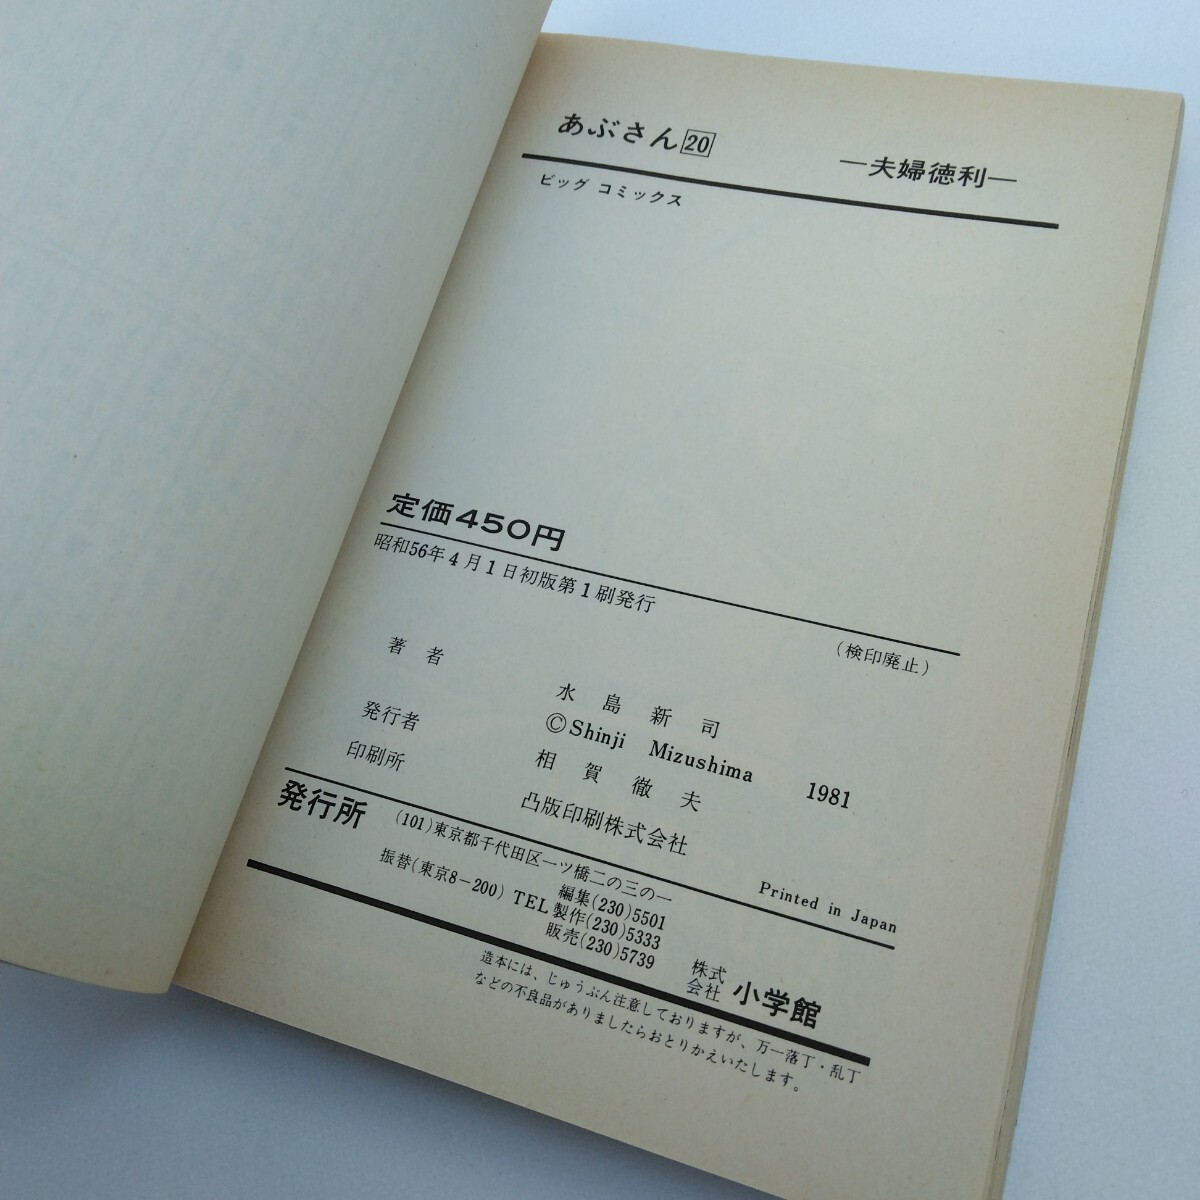 あぶさん20
―夫婦徳利―
ビッグ コミックス
定価450円
昭和56年4月1日初版第1刷発行
(検印廃止)
著者 水島新司
©Shinji Mizushima 1981
発行者 相賀徹夫
印刷所 凸版印刷株式会社
Printed in Japan
発行所 (101)東京都千代田区一ツ橋二の三の一
振替(東京8-200) TEL
編集(230)5501
製作(230)5333
販売(230)5739
株式会社 小学館
造本には、じゅうぶん注意しておりますが、万一落丁・乱丁
などの不良品がありましたらおとりかえいたします。